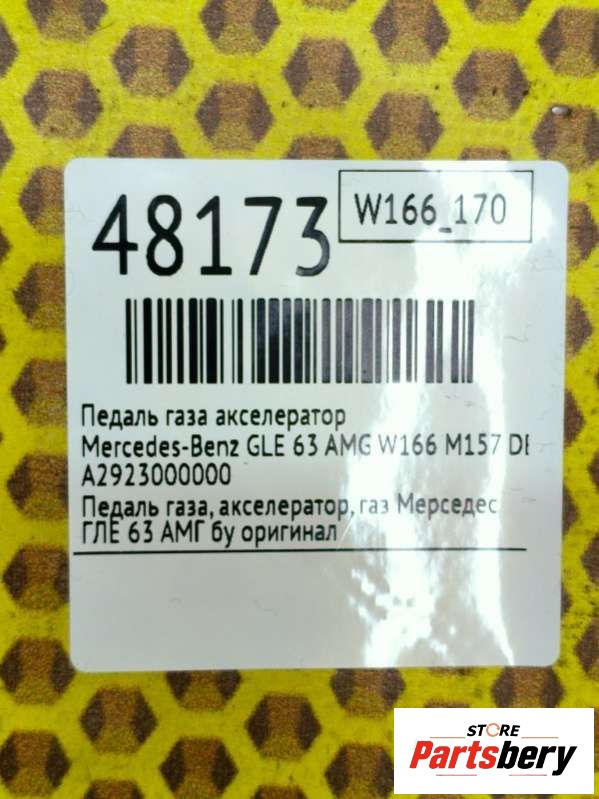 48173
W166_170
Педаль газа акселератор
Mercedes-Benz GLE 63 AMG W166 M157 DE
A2923000000
Педаль газа, акселератор, газ Мерседес
ГЛЕ 63 АМГ бу оригинал
STORE
Partsbery